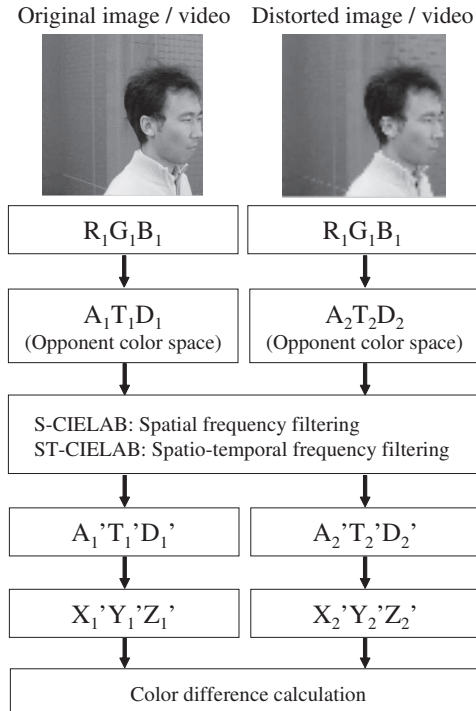 Original image / video Distorted image / video
R₁G₁B₁ R₁G₁B₁
A₁T₁D₁ A₂T₂D₂
(Opponent color space) (Opponent color space)
S-CIELAB: Spatial frequency filtering
ST-CIELAB: Spatio-temporal frequency filtering
A₁’T₁’D₁’ A₂’T₂’D₂’
X₁’Y₁’Z₁’ X₂’Y₂’Z₂’
Color difference calculation